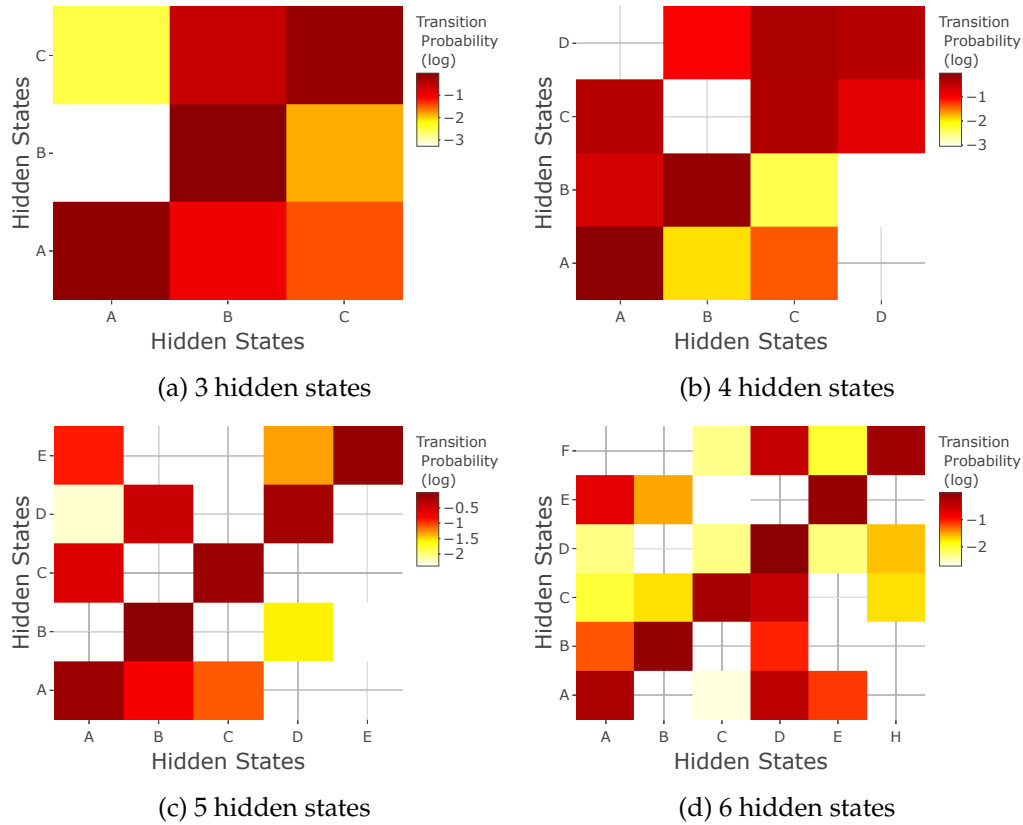 Transition
Probability
(log)
−1
−2
−3
Hidden States
C
B
A
A B C
Hidden States
(a) 3 hidden states
Transition
Probability
(log)
−1
−2
−3
Hidden States
D
C
B
A
A B C D
Hidden States
(b) 4 hidden states
Transition
Probability
(log)
−0.5
−1
−1.5
−2
Hidden States
E
D
C
B
A
A B C D E
Hidden States
(c) 5 hidden states
Transition
Probability
(log)
−1
−2
Hidden States
F
E
D
C
B
A
A B C D E H
Hidden States
(d) 6 hidden states